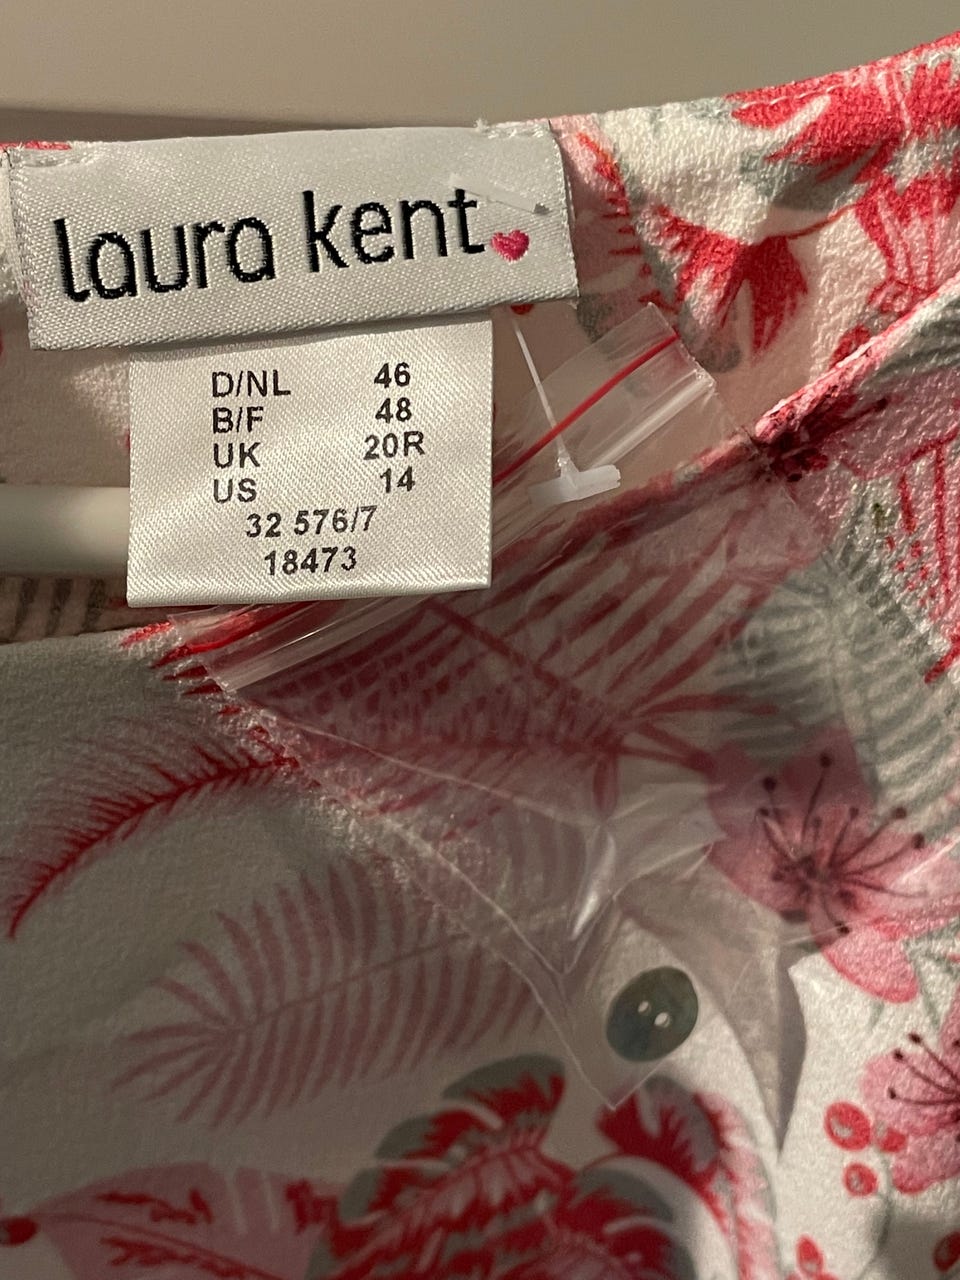 laura kent
D/NL 46
B/F 48
UK 20R
US 14
32 576/7
18473